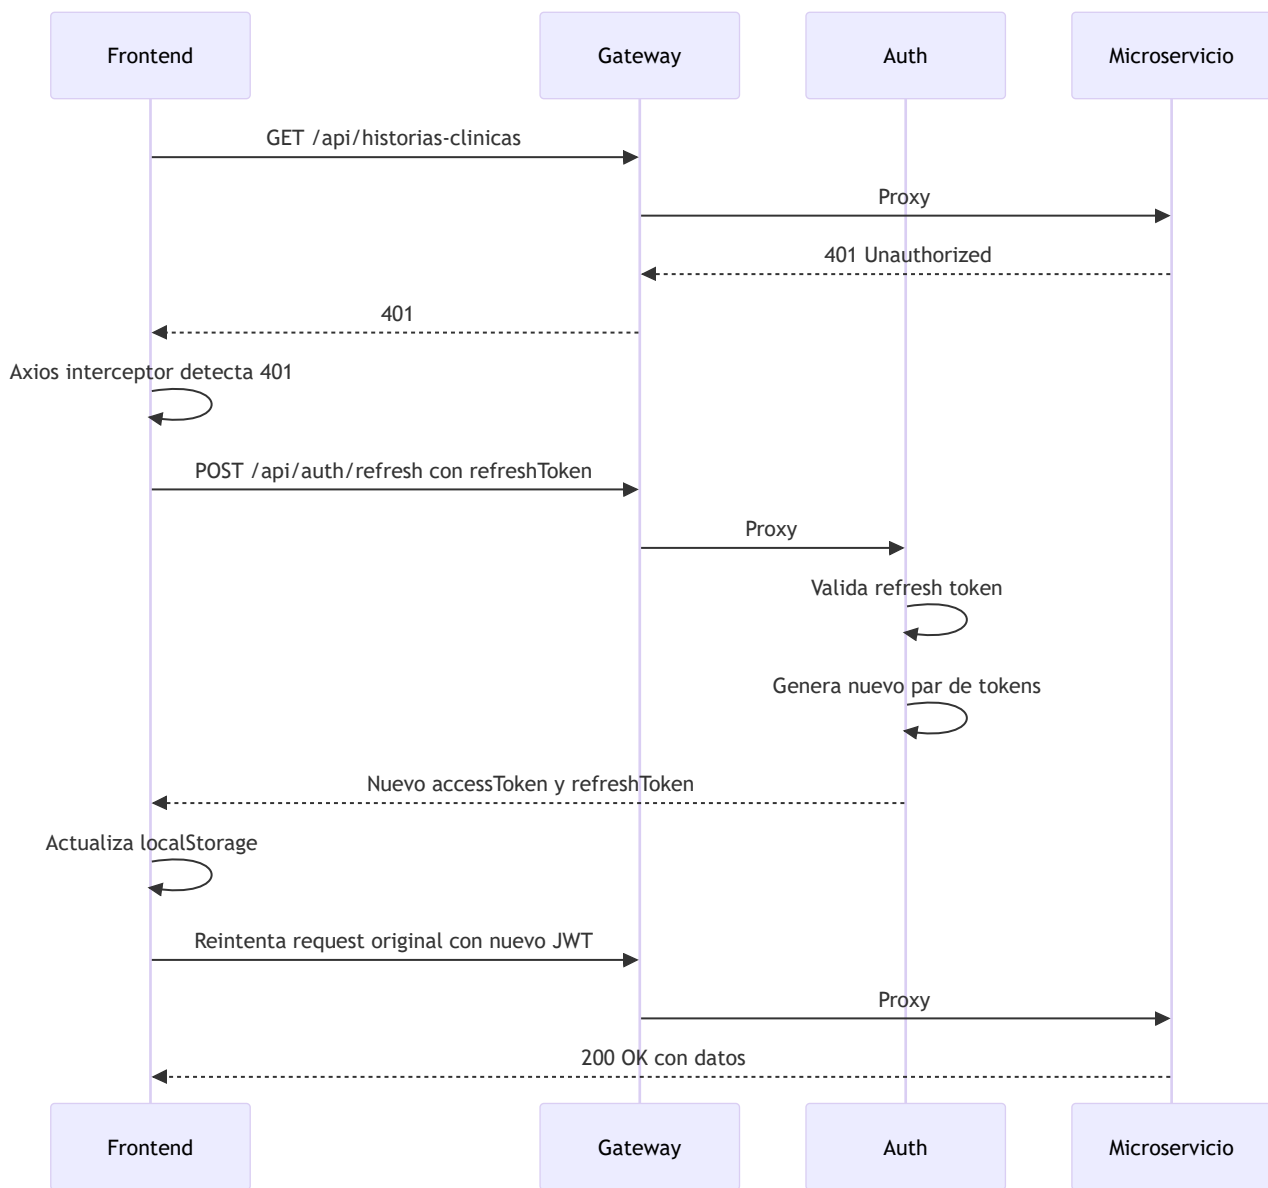 Frontend
Gateway
Auth
Microservicio
GET /api/historias-clinicas
Proxy
401 Unauthorized
401
Axios interceptor detecta 401
POST /api/auth/refresh con refreshToken
Proxy
Valida refresh token
Genera nuevo par de tokens
Nuevo accessToken y refreshToken
Actualiza localStorage
Reintenta request original con nuevo JWT
Proxy
200 OK con datos
Frontend
Gateway
Auth
Microservicio